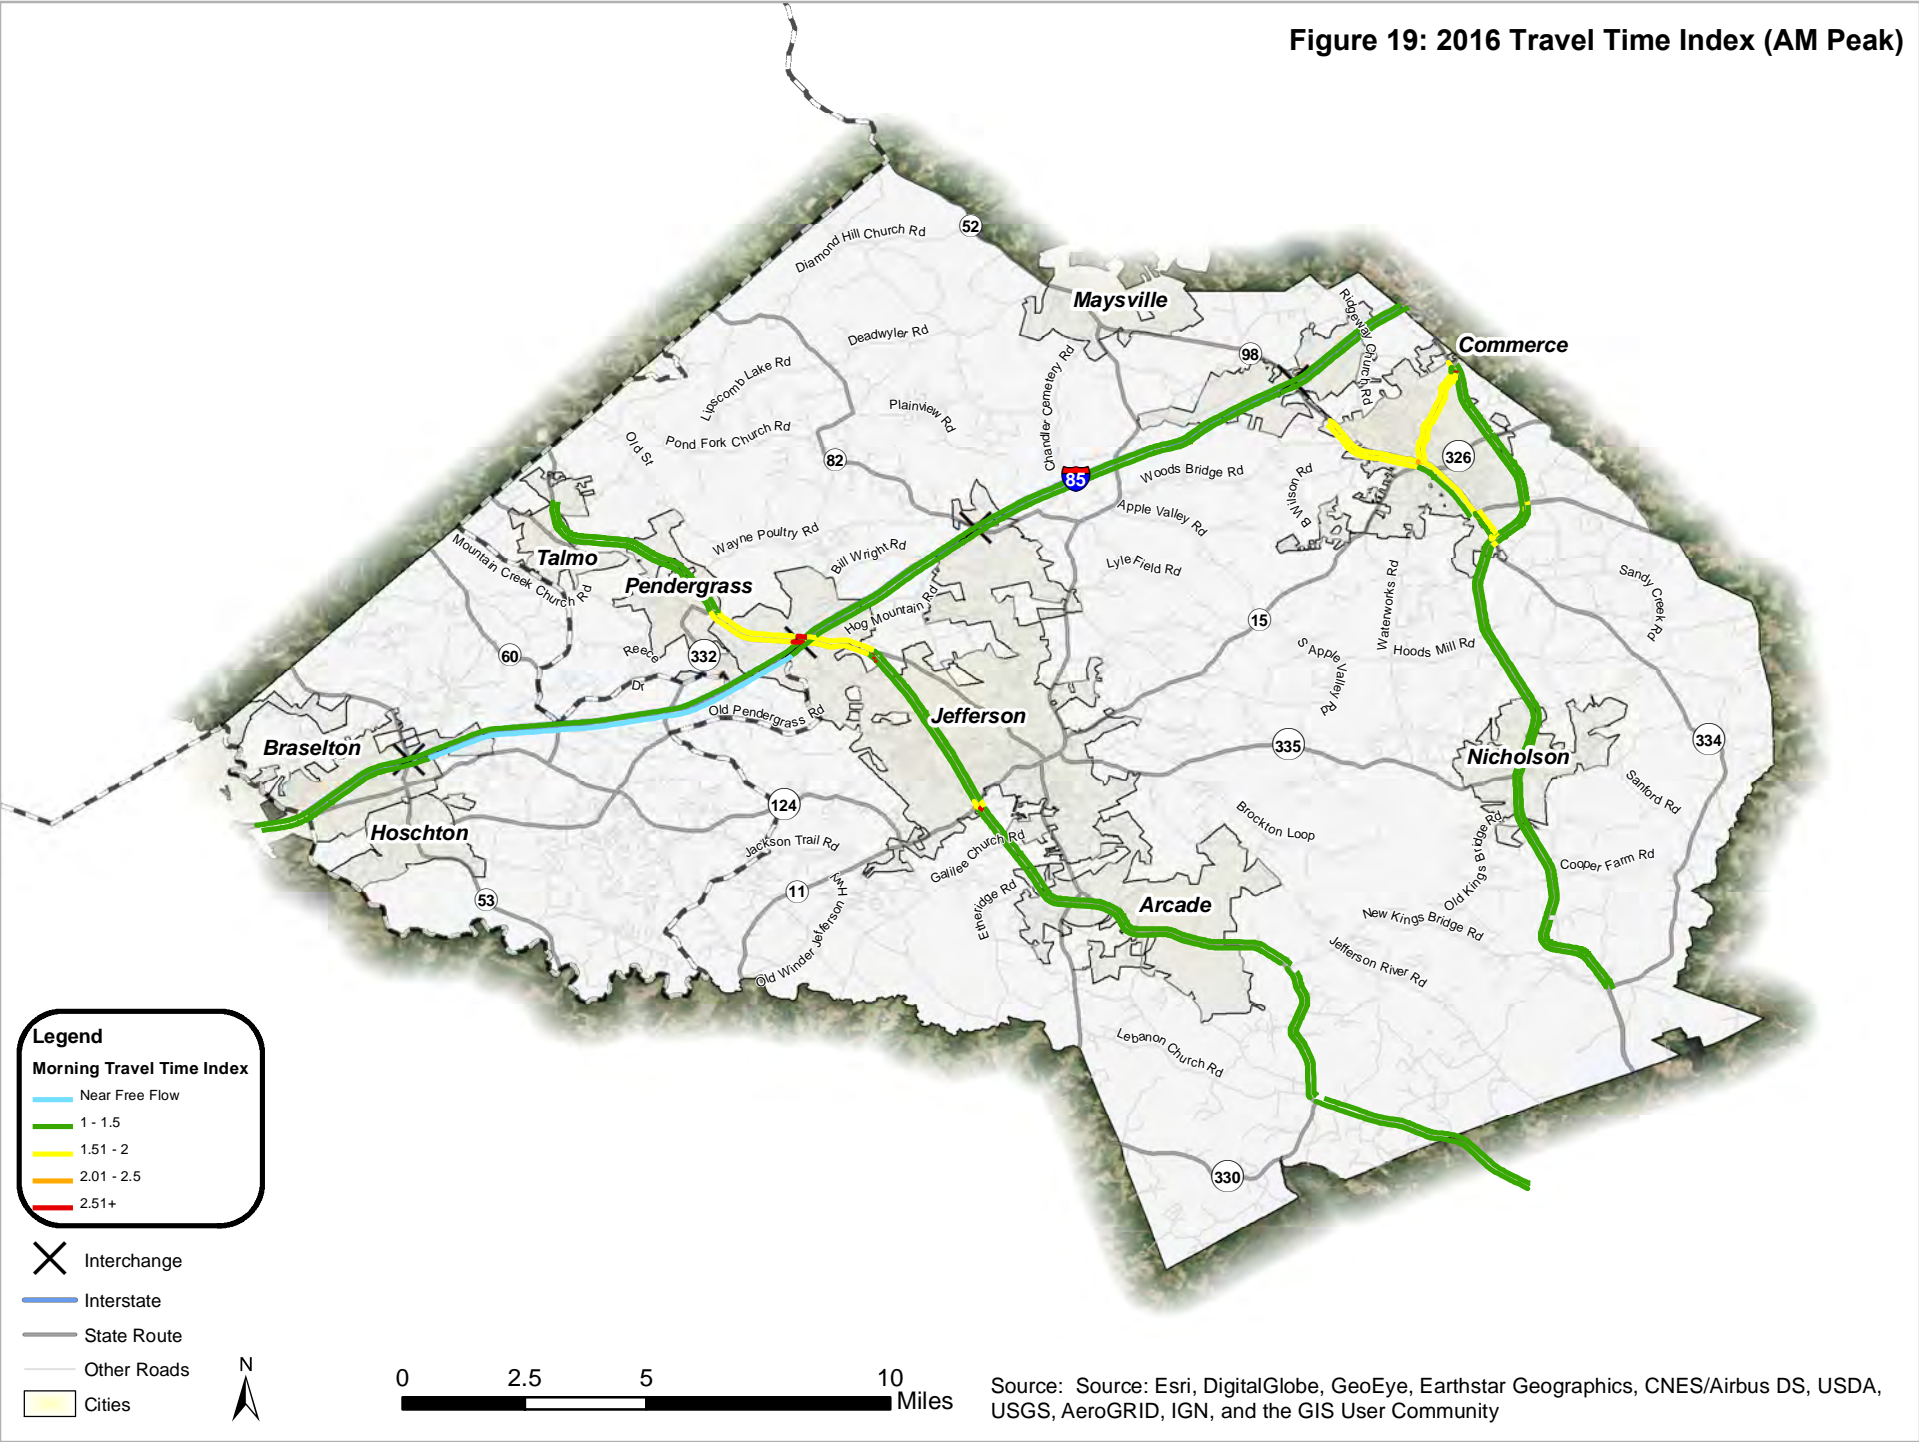 Figure 19: 2016 Travel Time Index (AM Peak)
52
Diamond Hill Church Rd
Maysville
Ridgeway Church Rd
Commerce
Deadwyler Rd
98
Chandler Cemetery Rd
Lipscomb Lake Rd
Plainview Rd
Pond Fork Church Rd
Old St
82
326
85
Woods Bridge Rd
B Wilson Rd
Apple Valley Rd
Wayne Poultry Rd
Bill Wright Rd
Talmo
Mountain Creek Church Rd
Lyle Field Rd
Pendergrass
Hog Mountain Rd
Waterworks Rd
Sandy Creek Rd
15
Hoods Mill Rd
S Apple Valley Rd
60
Reece
Dr
332
Old Pendergrass Rd
Jefferson
335
334
Braselton
Nicholson
Sanford Rd
124
Hoschton
Jackson Trail Rd
Galilee Church Rd
Brockton Loop
Old Kings Bridge Rd
Cooper Farm Rd
53
11
Old Winder Jefferson Hwy
Etheridge Rd
Arcade
New Kings Bridge Rd
Jefferson River Rd
Lebanon Church Rd
330
Legend
Morning Travel Time Index
Near Free Flow
1 - 1.5
1.51 - 2
2.01 - 2.5
2.51+
Interchange
Interstate
State Route
Other Roads
Cities
N
0 2.5 5 10
Miles
Source: Source: Esri, DigitalGlobe, GeoEye, Earthstar Geographics, CNES/Airbus DS, USDA,
USGS, AeroGRID, IGN, and the GIS User Community